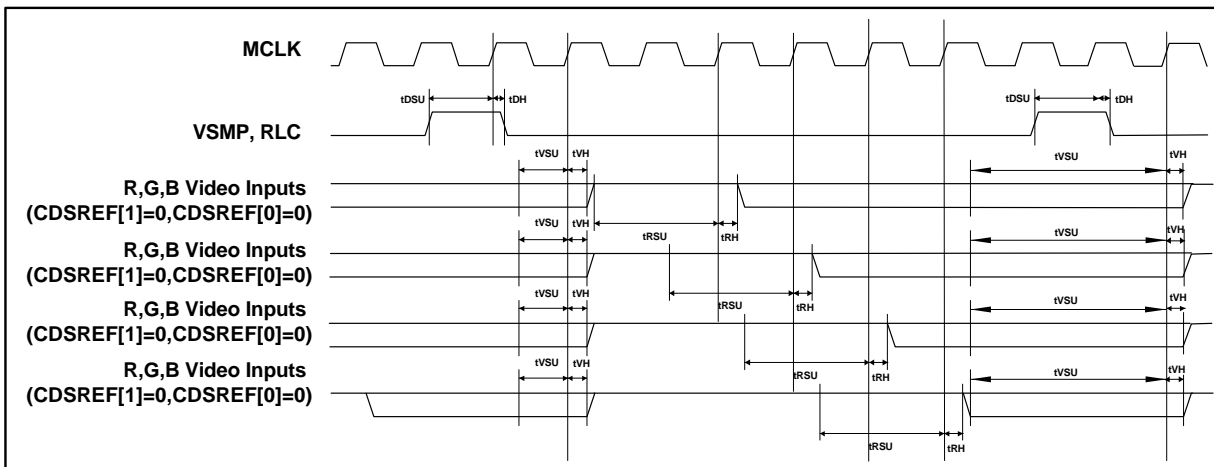 MCLK
tDSU
tDH
tDSU
tDH
VSMP, RLC
tVSU
tVH
tVSU
tVH
R,G,B Video Inputs
(CDSREF[1]=0,CDSREF[0]=0)
tVSU
tVH
tRSU
tRH
tVSU
tVH
R,G,B Video Inputs
(CDSREF[1]=0,CDSREF[0]=0)
tVSU
tVH
tRSU
tRH
tVSU
tVH
R,G,B Video Inputs
(CDSREF[1]=0,CDSREF[0]=0)
tVSU
tVH
tRSU
tRH
tVSU
tVH
R,G,B Video Inputs
(CDSREF[1]=0,CDSREF[0]=0)
tRSU
tRH